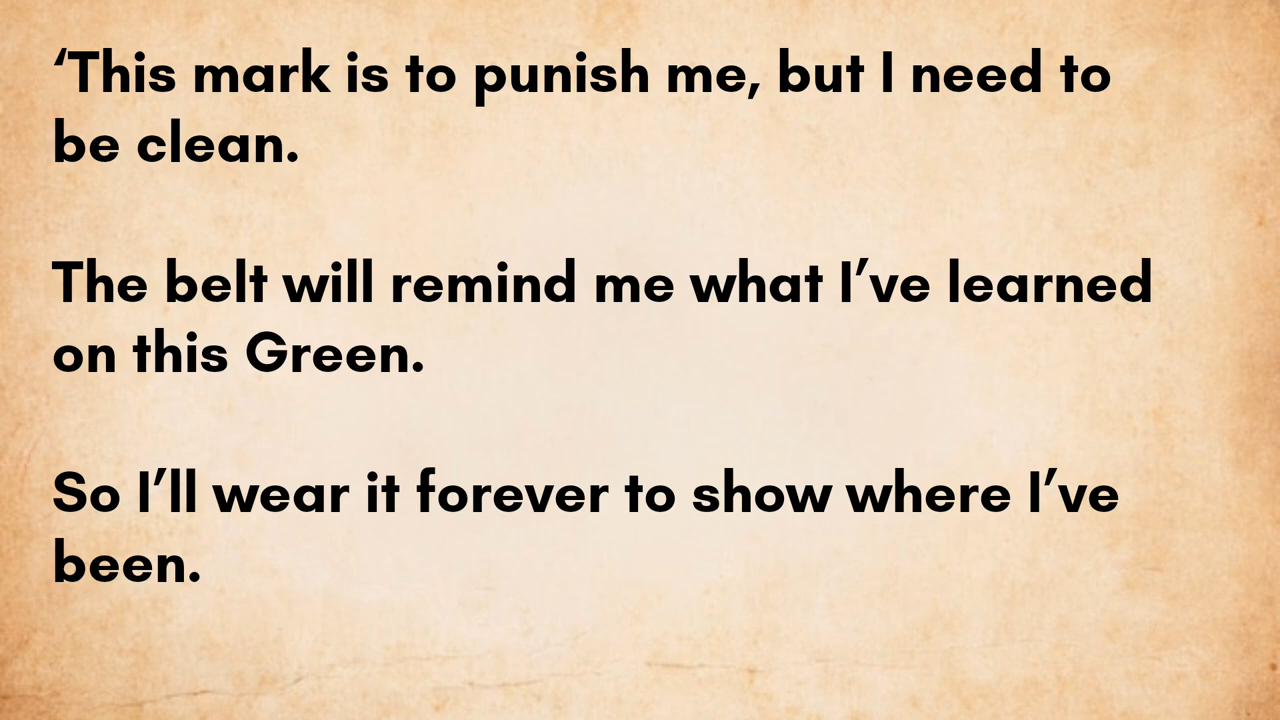 ‘This mark is to punish me, but I need to
be clean.
The belt will remind me what I’ve learned
on this Green.
So I’ll wear it forever to show where I’ve
been.